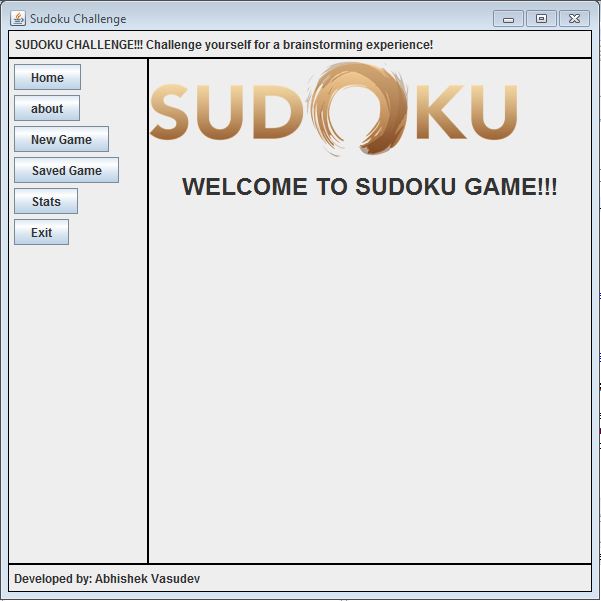 Sudoku Challenge
SUDOKU CHALLENGE!!! Challenge yourself for a brainstorming experience!
Home
about
New Game
Saved Game
Stats
Exit
SUDOKU
WELCOME TO SUDOKU GAME!!!
Developed by: Abhishek Vasudev